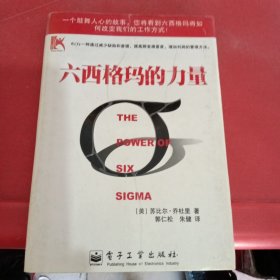 一个鼓舞人心的故事，您将看到六西格玛将如
何改变我们的工作方式！
六西格玛的力量
THE
POWER OF
SIX
SIGMA
［美］苏比尔·乔杜里 著
郭仁松 朱健 译
电子工业出版社
Publishing House of Electronics Industry